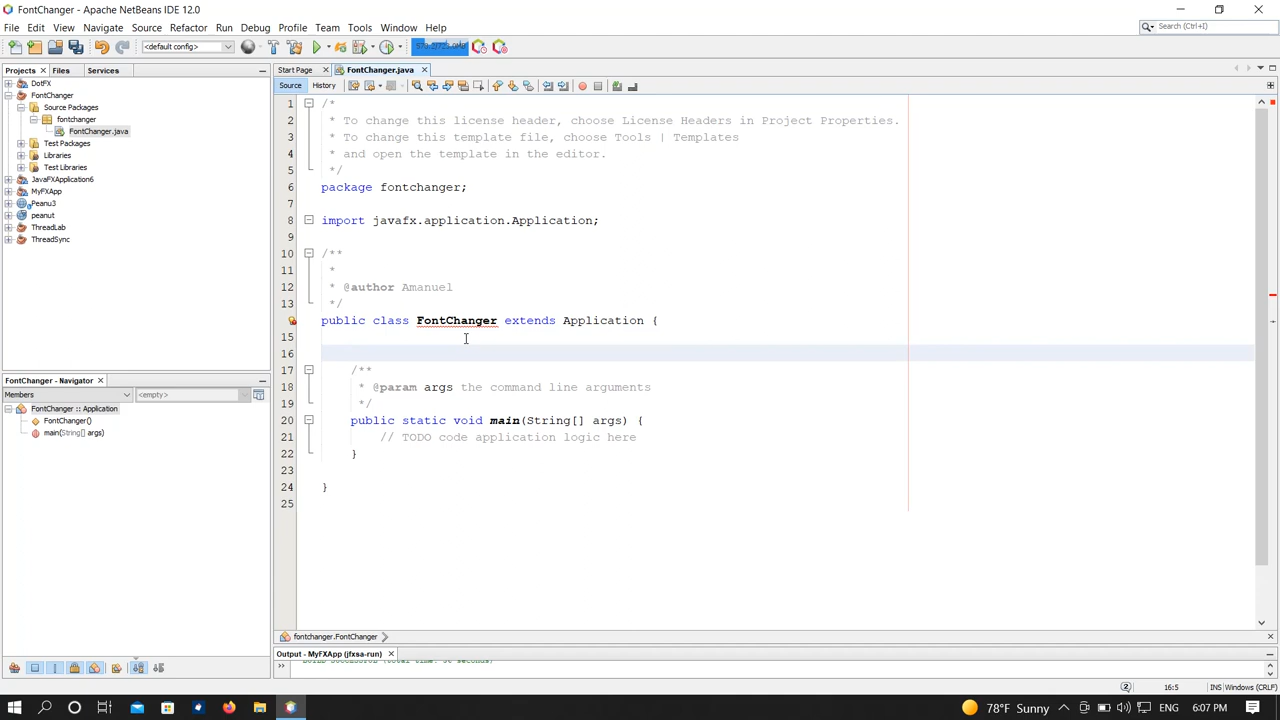 FontChanger - Apache NetBeans IDE 12.0
File Edit View Navigate Source Refactor Run Debug Profile Team Tools Window Help
Search (Ctrl+I)
<default config>
Projects Files Services
DotFX
FontChanger
Source Packages
fontchanger
FontChanger.java
Test Packages
Libraries
Test Libraries
JavaFXApplication6
MyFXApp
Peanu3
peanut
ThreadLab
ThreadSync
FontChanger - Navigator
Members <empty>
FontChanger :: Application
FontChanger()
main(String[] args)
Start Page FontChanger.java
Source History
1 /*
2 * To change this license header, choose License Headers in Project Properties.
3 * To change this template file, choose Tools | Templates
4 * and open the template in the editor.
5 */
6 package fontchanger;
7
8 import javafx.application.Application;
9
10 /**
11 *
12 * @author Amanuel
13 */
public class FontChanger extends Application {
15
16
17 /**
18 * @param args the command line arguments
19 */
20 public static void main(String[] args) {
21 // TODO code application logic here
22 }
23
24 }
25
fontchanger.FontChanger
Output - MyFXApp (jfxsa-run)
2 16:5 INS Windows (CRLF)
78°F Sunny ENG 6:07 PM